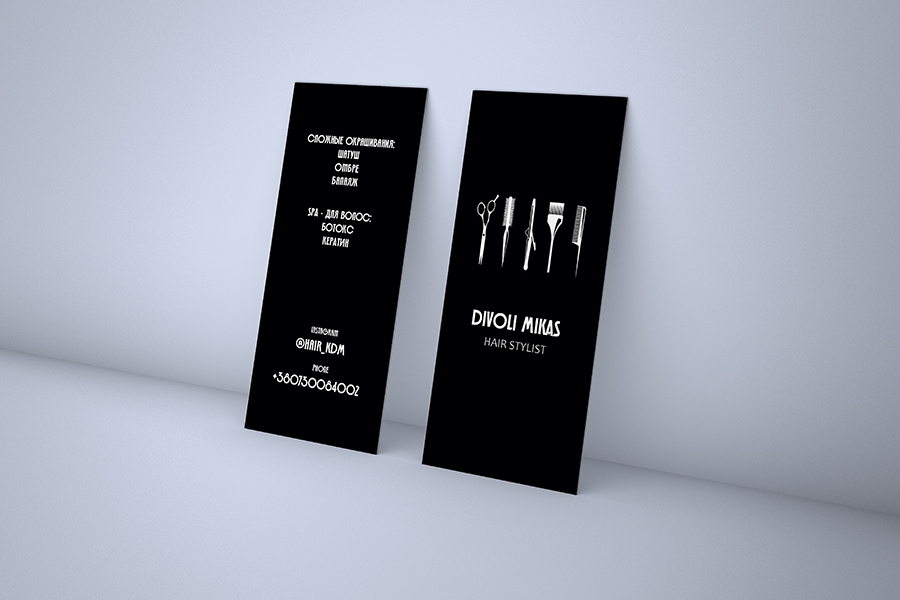 СЛОЖНЫЕ ОКРАШИВАНИЯ:
ШАТУШ
ОМБРЕ
БАЛАЯЖ
SPA - ДЛЯ ВОЛОС:
БОТОКС
КЕРАТИН
INSTAGRAM
@HAIR_KDM
PHONE
+380730084002
DIVOLI MIKAS
HAIR STYLIST